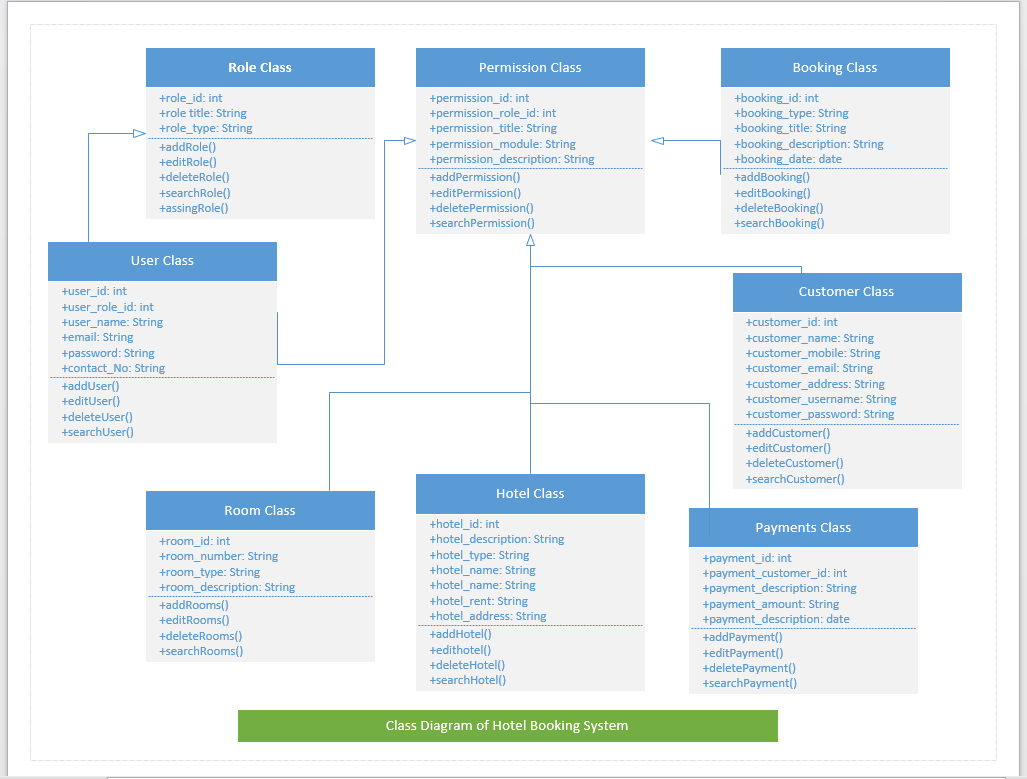 Role Class
+role_id: int
+role title: String
+role_type: String
+addRole()
+editRole()
+deleteRole()
+searchRole()
+assingRole()
Permission Class
+permission_id: int
+permission_role_id: int
+permission_title: String
+permission_module: String
+permission_description: String
+addPermission()
+editPermission()
+deletePermission()
+searchPermission()
Booking Class
+booking_id: int
+booking_type: String
+booking_title: String
+booking_description: String
+booking_date: date
+addBooking()
+editBooking()
+deleteBooking()
+searchBooking()
User Class
+user_id: int
+user_role_id: int
+user_name: String
+email: String
+password: String
+contact_No: String
+addUser()
+editUser()
+deleteUser()
+searchUser()
Customer Class
+customer_id: int
+customer_name: String
+customer_mobile: String
+customer_email: String
+customer_address: String
+customer_username: String
+customer_password: String
+addCustomer()
+editCustomer()
+deleteCustomer()
+searchCustomer()
Room Class
+room_id: int
+room_number: String
+room_type: String
+room_description: String
+addRooms()
+editRooms()
+deleteRooms()
+searchRooms()
Hotel Class
+hotel_id: int
+hotel_description: String
+hotel_type: String
+hotel_name: String
+hotel_name: String
+hotel_rent: String
+hotel_address: String
+addHotel()
+edithotel()
+deleteHotel()
+searchHotel()
Payments Class
+payment_id: int
+payment_customer_id: int
+payment_description: String
+payment_amount: String
+payment_description: date
+addPayment()
+editPayment()
+deletePayment()
+searchPayment()
Class Diagram of Hotel Booking System